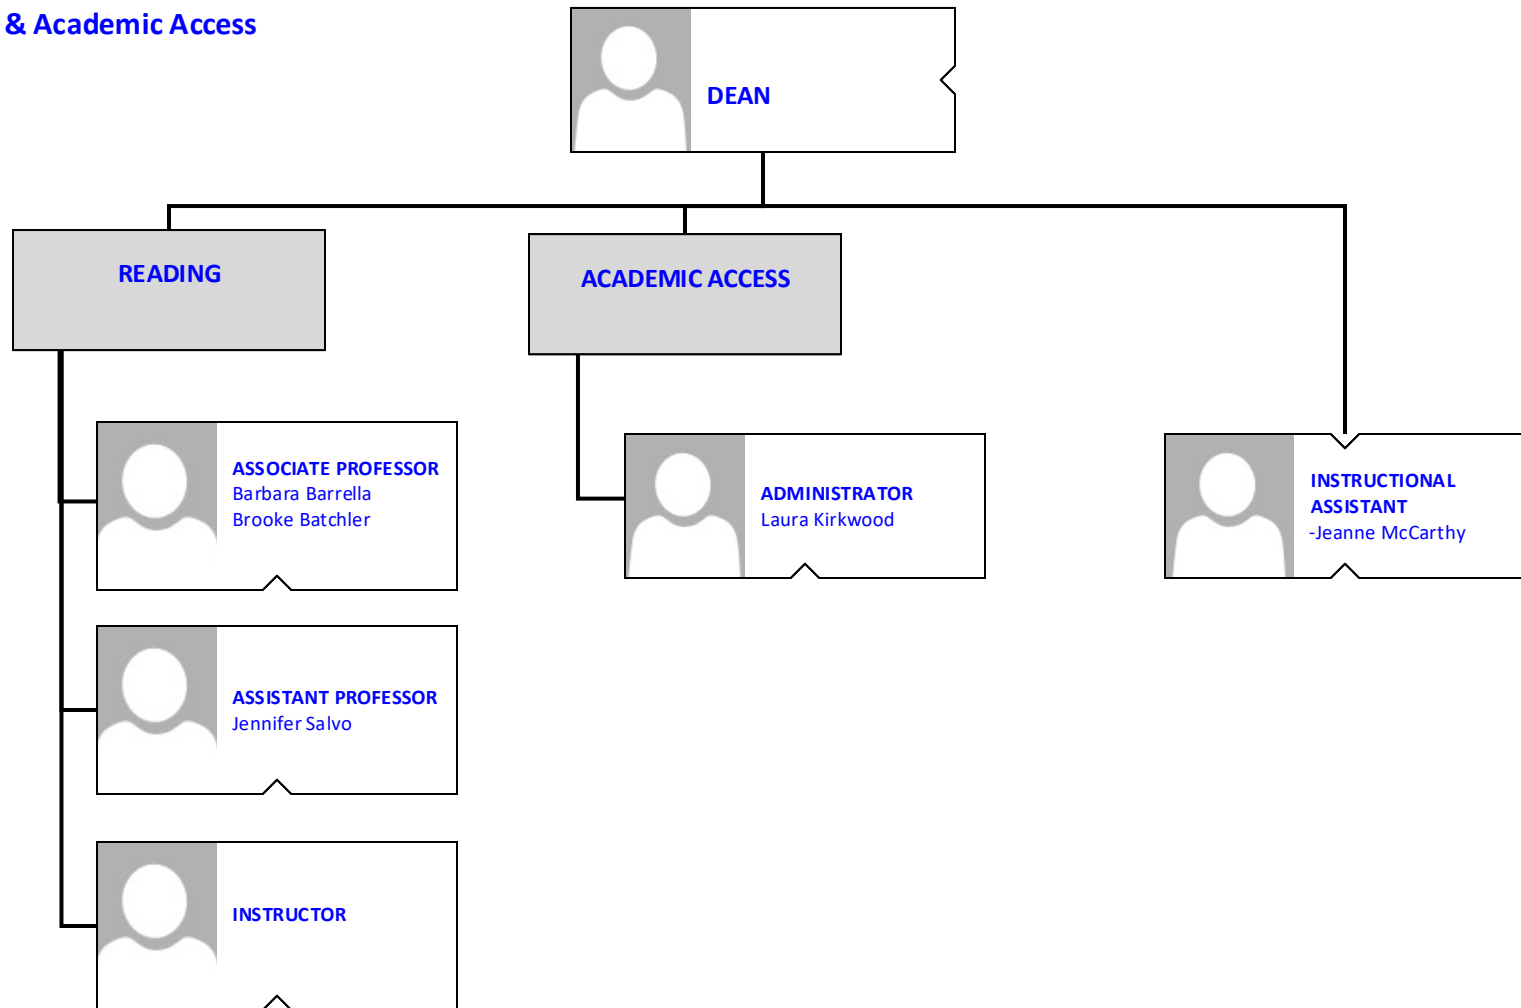 & Academic Access
DEAN
READING
ACADEMIC ACCESS
ASSOCIATE PROFESSOR
Barbara Barrella
Brooke Batchler
ADMINISTRATOR
Laura Kirkwood
INSTRUCTIONAL
ASSISTANT
-Jeanne McCarthy
ASSISTANT PROFESSOR
Jennifer Salvo
INSTRUCTOR